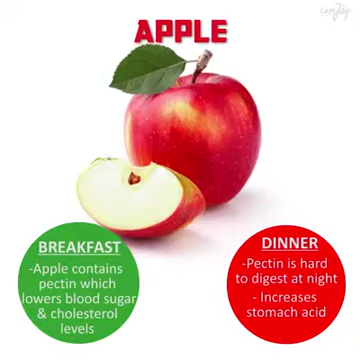 APPLE
BREAKFAST
-Apple contains
pectin which
lowers blood sugar
& cholesterol
levels
DINNER
-Pectin is hard
to digest at night
- Increases
stomach acid